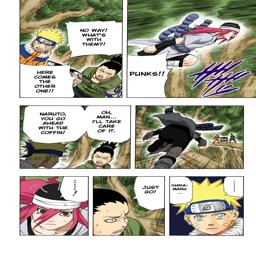 NO WAY!
WHAT'S
WITH
THEM?!
HERE
COMES
THE
OTHER
ONE!!
PUNKS!!
OH,
MAN...
I'LL TAKE
CARE
OF IT.
NARUTO,
YOU GO
AHEAD
WITH THE
COFFIN!
...!
JUST
GO!
SHIKA-
MARU...